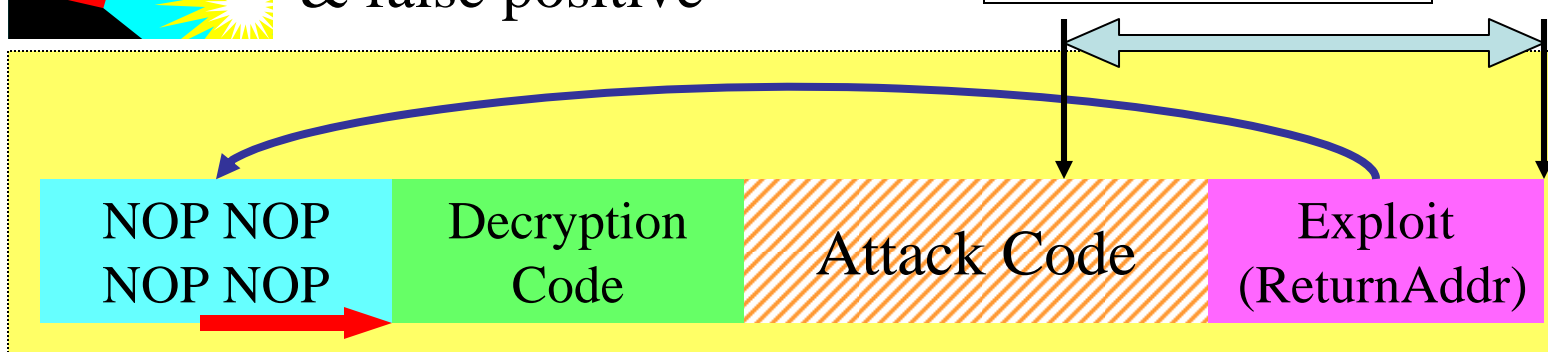 & false positive
NOP NOP
NOP NOP
Decryption
Code
Attack Code
Exploit
(ReturnAddr)